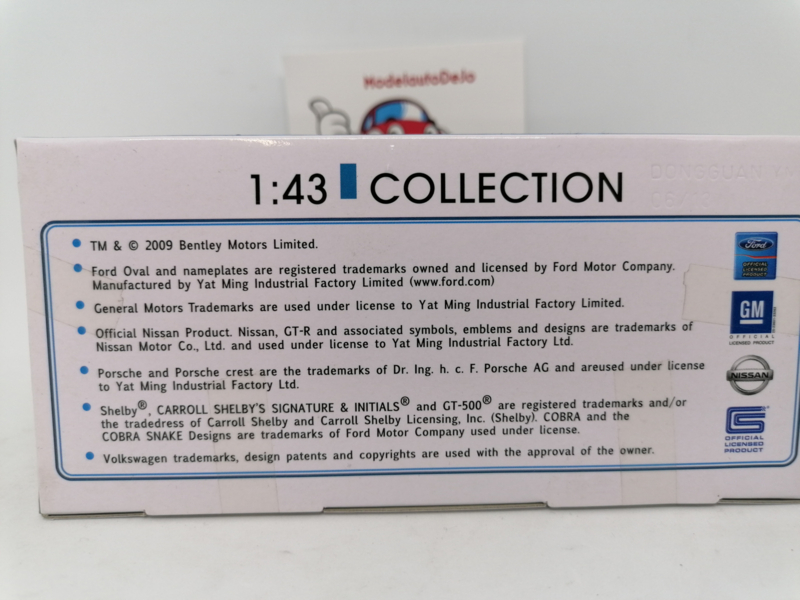 ModelautoDeJo
1:43 COLLECTION
DONGGUAN
• TM & © 2009 Bentley Motors Limited.
• Ford Oval and nameplates are registered trademarks owned and licensed by Ford Motor Company.
Manufactured by Yat Ming Industrial Factory Limited (www.ford.com)
• General Motors Trademarks are used under license to Yat Ming Industrial Factory Limited.
• Official Nissan Product. Nissan, GT-R and associated symbols, emblems and designs are trademarks of
Nissan Motor Co., Ltd. and used under license to Yat Ming Industrial Factory Ltd.
• Porsche and Porsche crest are the trademarks of Dr. Ing. h. c. F. Porsche AG and areused under license
to Yat Ming Industrial Factory Ltd.
• Shelby®, CARROLL SHELBY'S SIGNATURE & INITIALS® and GT-500® are registered trademarks and/or
the tradedress of Carroll Shelby and Carroll Shelby Licensing, Inc. (Shelby). COBRA and the
COBRA SNAKE Designs are trademarks of Ford Motor Company used under license.
• Volkswagen trademarks, design patents and copyrights are used with the approval of the owner.
Ford
OFFICIAL
LICENSED
PRODUCT
GM
OFFICIAL
LICENSED PRODUCT
NISSAN
OFFICIAL
LICENSED
PRODUCT